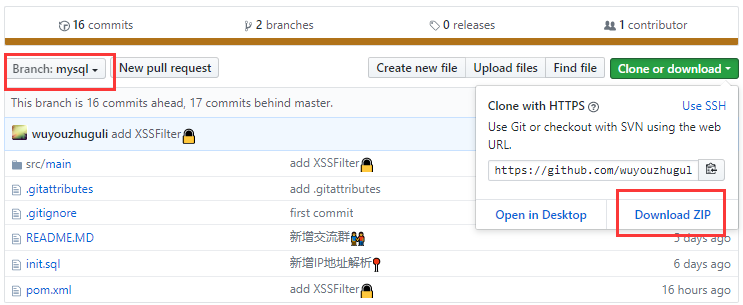 16 commits 2 branches 0 releases 1 contributor
Branch: mysql New pull request Create new file Upload files Find file Clone or download
This branch is 16 commits ahead, 17 commits behind master.
Clone with HTTPS Use SSH
Use Git or checkout with SVN using the web
URL.
https://github.com/wuyouzhugul
Open in Desktop Download ZIP
wuyouzhuguli add XSSFilter
src/main add XSSFilter
.gitattributes add .gitattributes
.gitignore first commit
README.MD 新增交流群 5 days ago
init.sql 新增IP地址解析 6 days ago
pom.xml add XSSFilter 16 hours ago